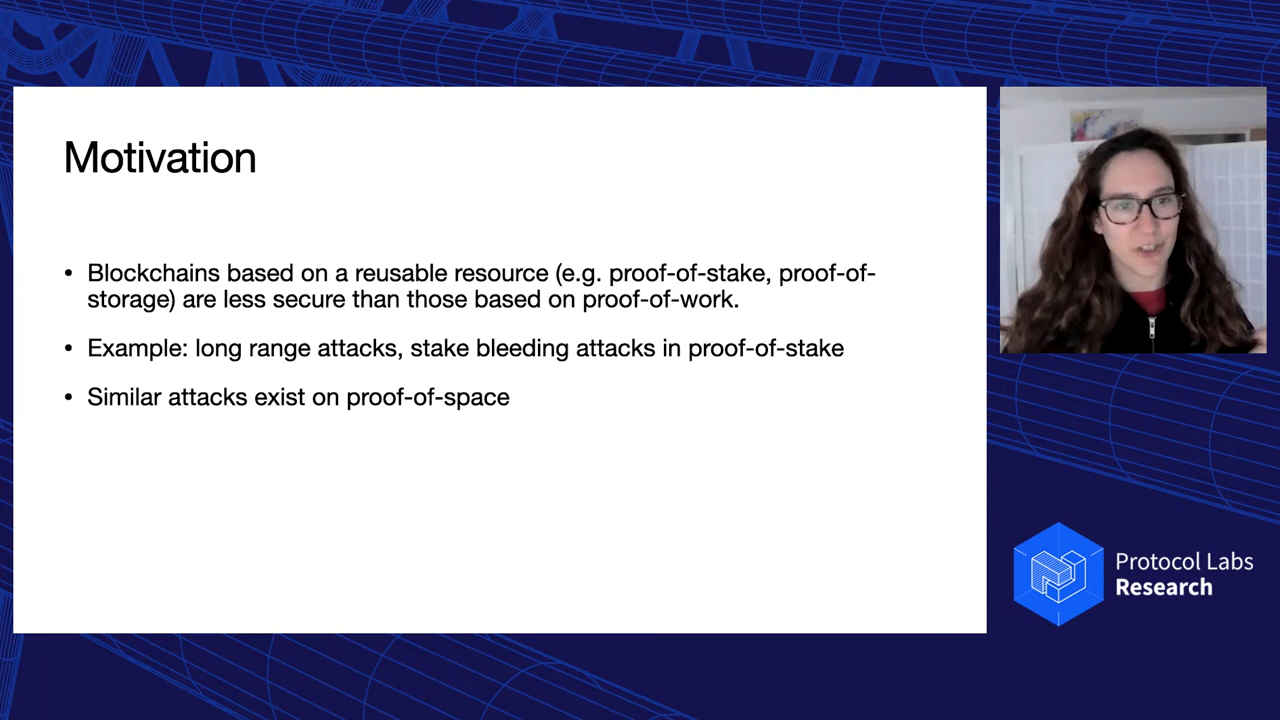 Motivation
• Blockchains based on a reusable resource (e.g. proof-of-stake, proof-of-
storage) are less secure than those based on proof-of-work.
• Example: long range attacks, stake bleeding attacks in proof-of-stake
• Similar attacks exist on proof-of-space
Protocol Labs
Research